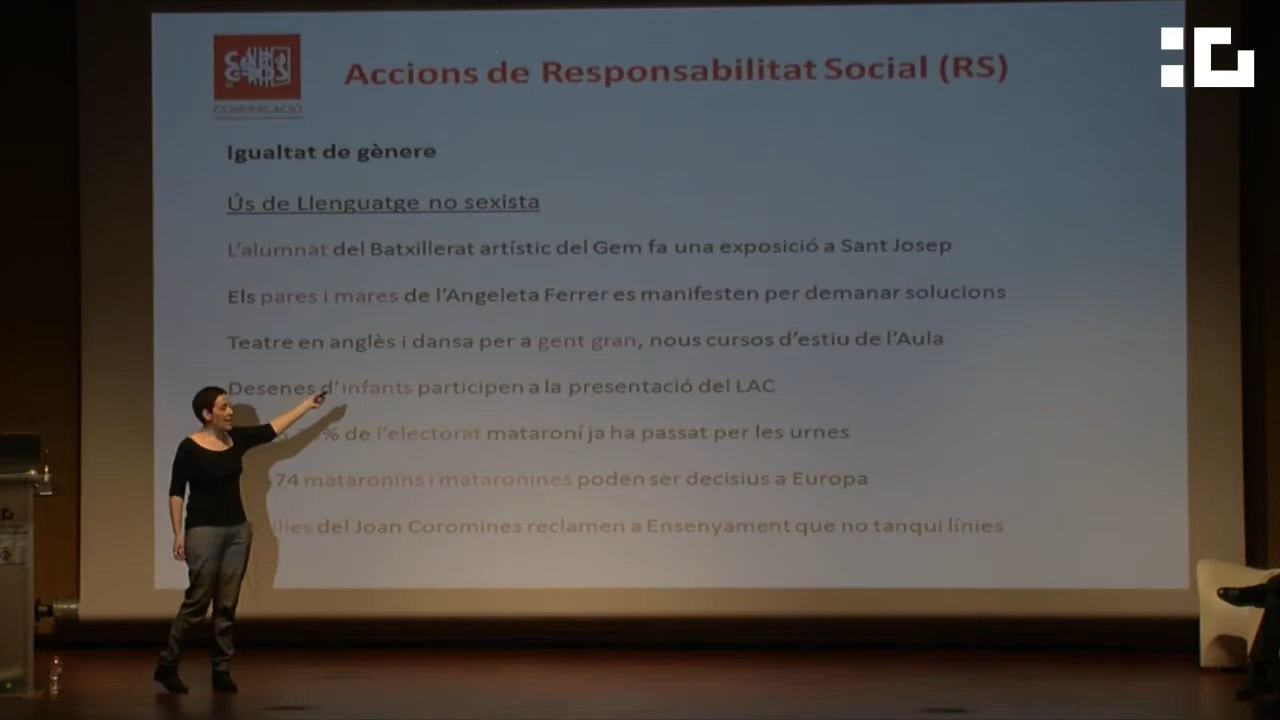 COMUNICACIÓ
Accions de Responsabilitat Social (RS)
Igualtat de gènere
Ús de Llenguatge no sexista
L'alumnat del Batxillerat artístic del Gem fa una exposició a Sant Josep
Els pares i mares de l'Angeleta Ferrer es manifesten per demanar solucions
Teatre en anglès i dansa per a gent gran, nous cursos d'estiu de l'Aula
Desenes d'infants participen a la presentació del LAC
% de l'electorat mataroní ja ha passat per les urnes
74 mataronins i mataronines poden ser decisius a Europa
del Joan Coromines reclamen a Ensenyament que no tanqui línies